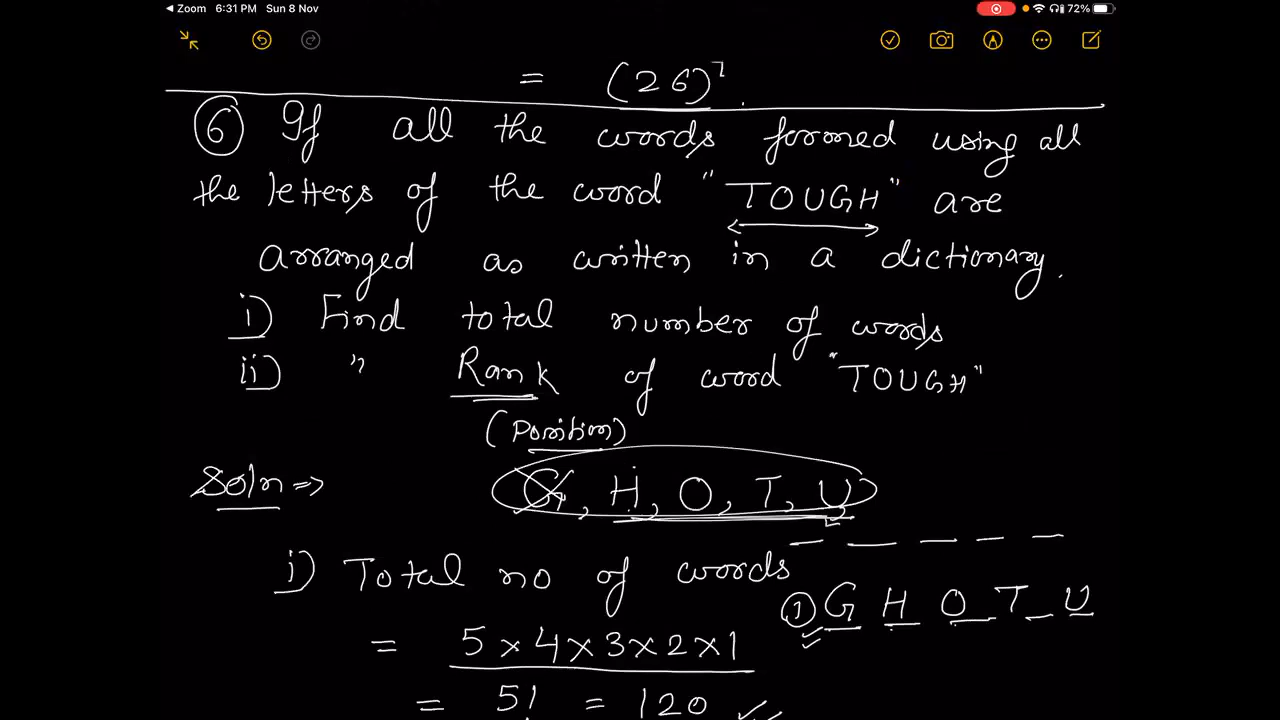 Zoom 6:31 PM Sun 8 Nov 72%
= (26)⁷.
6 If all the words formed using all
the letters of the word "TOUGH" are
arranged as written in a dictionary.
i) Find total number of words
ii) " Rank of word "TOUGH"
(Position)
Soln ⇒ G, H, O, T, U
i) Total no of words
1 G H O T U
= 5×4×3×2×1
= 5! = 120